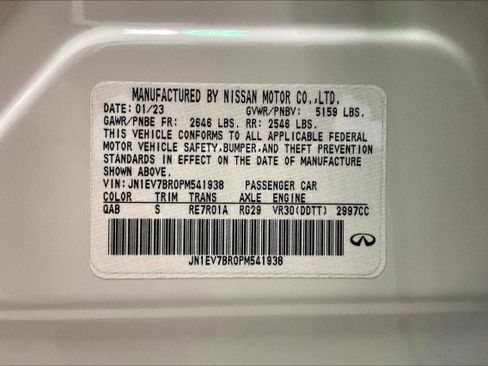 MANUFACTURED BY NISSAN MOTOR CO.,LTD.
DATE: 01/23 GVWR/PNBV: 5159 LBS.
GAWR/PNBE FR: 2646 LBS. RR: 2546 LBS.
THIS VEHICLE CONFORMS TO ALL APPLICABLE FEDERAL
MOTOR VEHICLE SAFETY,BUMPER,AND THEFT PREVENTION
STANDARDS IN EFFECT ON THE DATE OF MANUFACTURE
SHOWN ABOVE.
VIN: JN1EV7BR0PM541938 PASSENGER CAR
COLOR TRIM TRANS AXLE ENGINE
QAB S RE7R01A RG29 VR30(DDTT) 2997CC
JN1EV7BR0PM541938